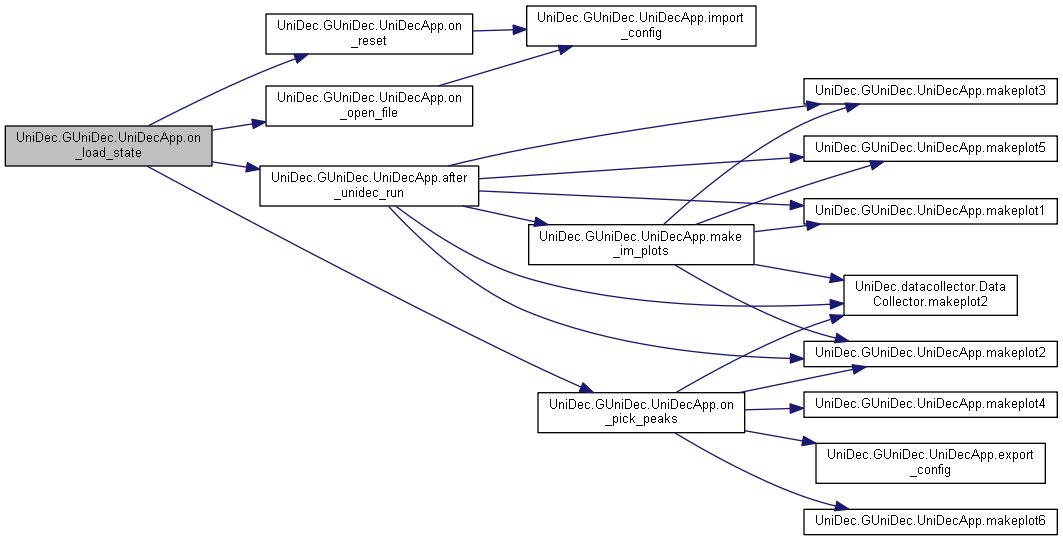 UniDec.GUniDec.UniDecApp.on
_load_state
UniDec.GUniDec.UniDecApp.on
_reset
UniDec.GUniDec.UniDecApp.on
_open_file
UniDec.GUniDec.UniDecApp.after
_unidec_run
UniDec.GUniDec.UniDecApp.import
_config
UniDec.GUniDec.UniDecApp.make
_im_plots
UniDec.GUniDec.UniDecApp.on
_pick_peaks
UniDec.GUniDec.UniDecApp.makeplot3
UniDec.GUniDec.UniDecApp.makeplot5
UniDec.GUniDec.UniDecApp.makeplot1
UniDec.datacollector.Data
Collector.makeplot2
UniDec.GUniDec.UniDecApp.makeplot2
UniDec.GUniDec.UniDecApp.makeplot4
UniDec.GUniDec.UniDecApp.export
_config
UniDec.GUniDec.UniDecApp.makeplot6